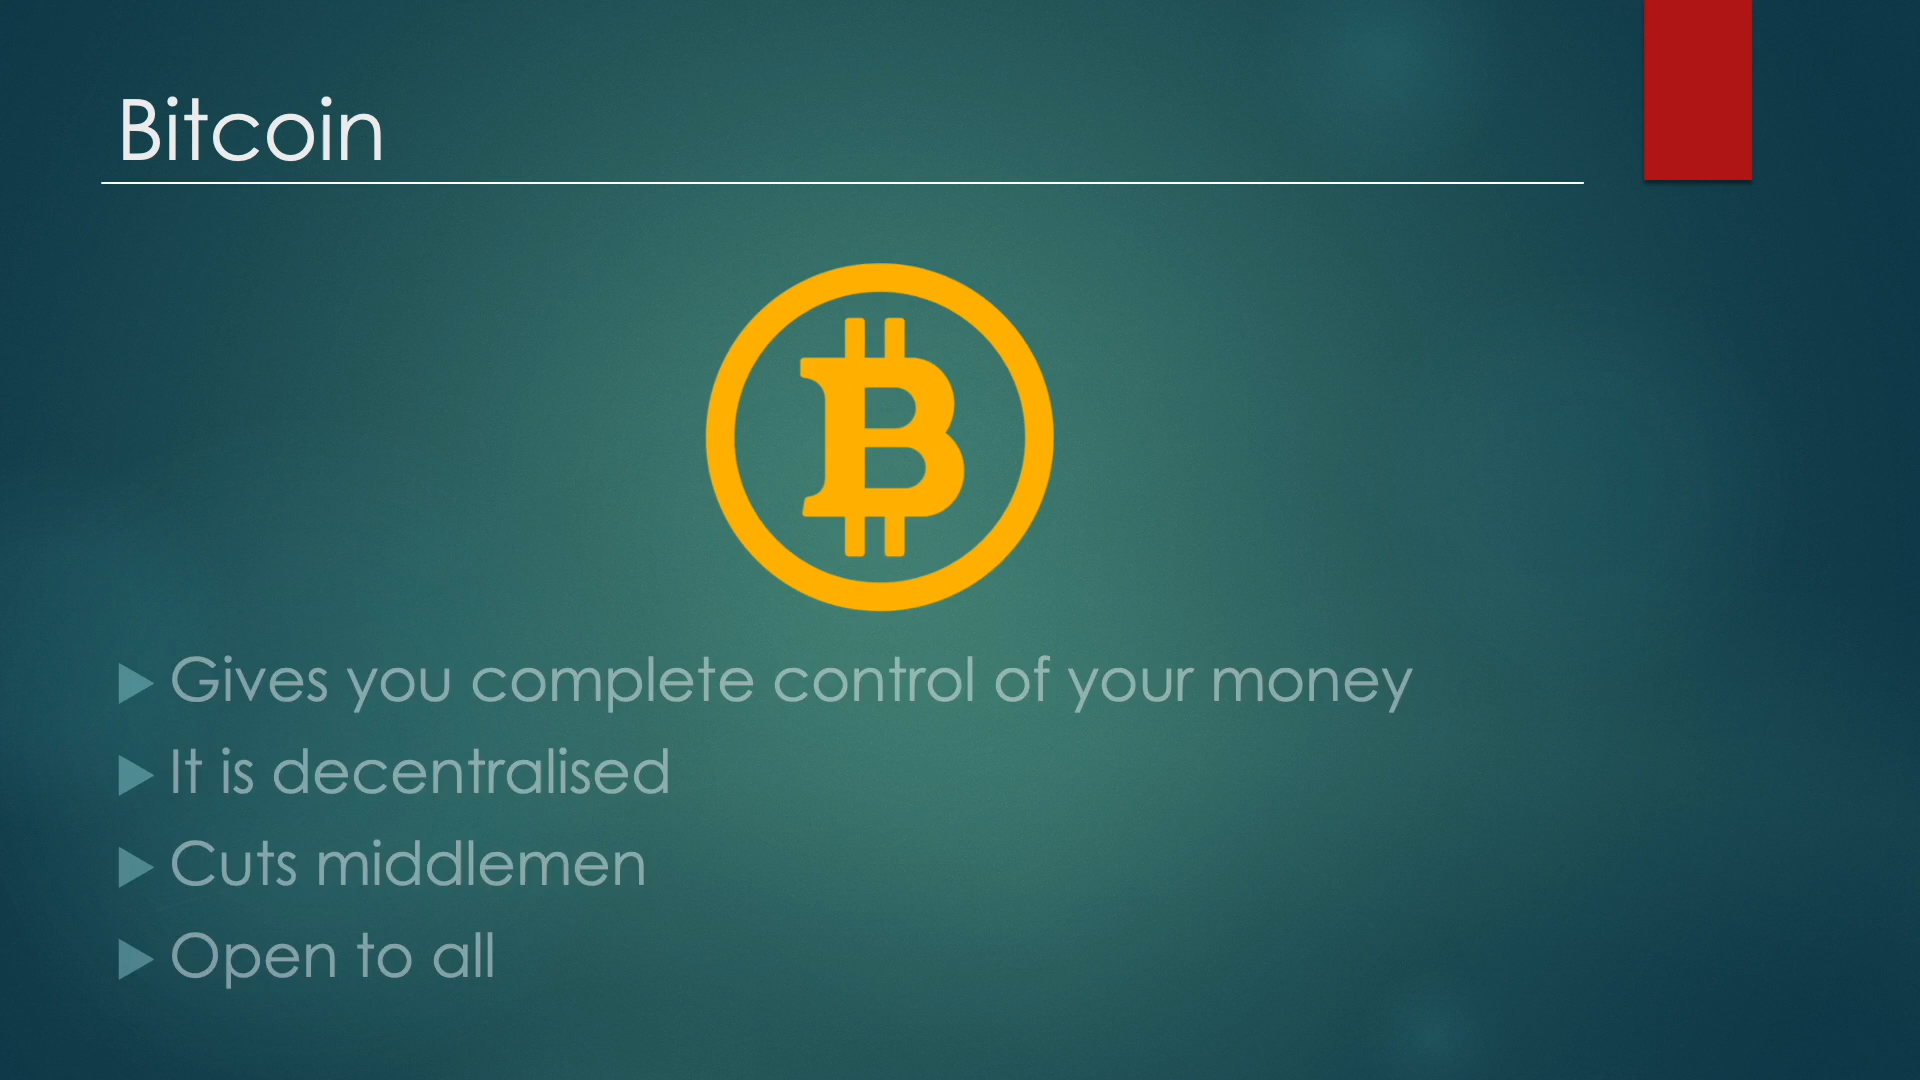 Bitcoin
Gives you complete control of your money
It is decentralised
Cuts middlemen
Open to all